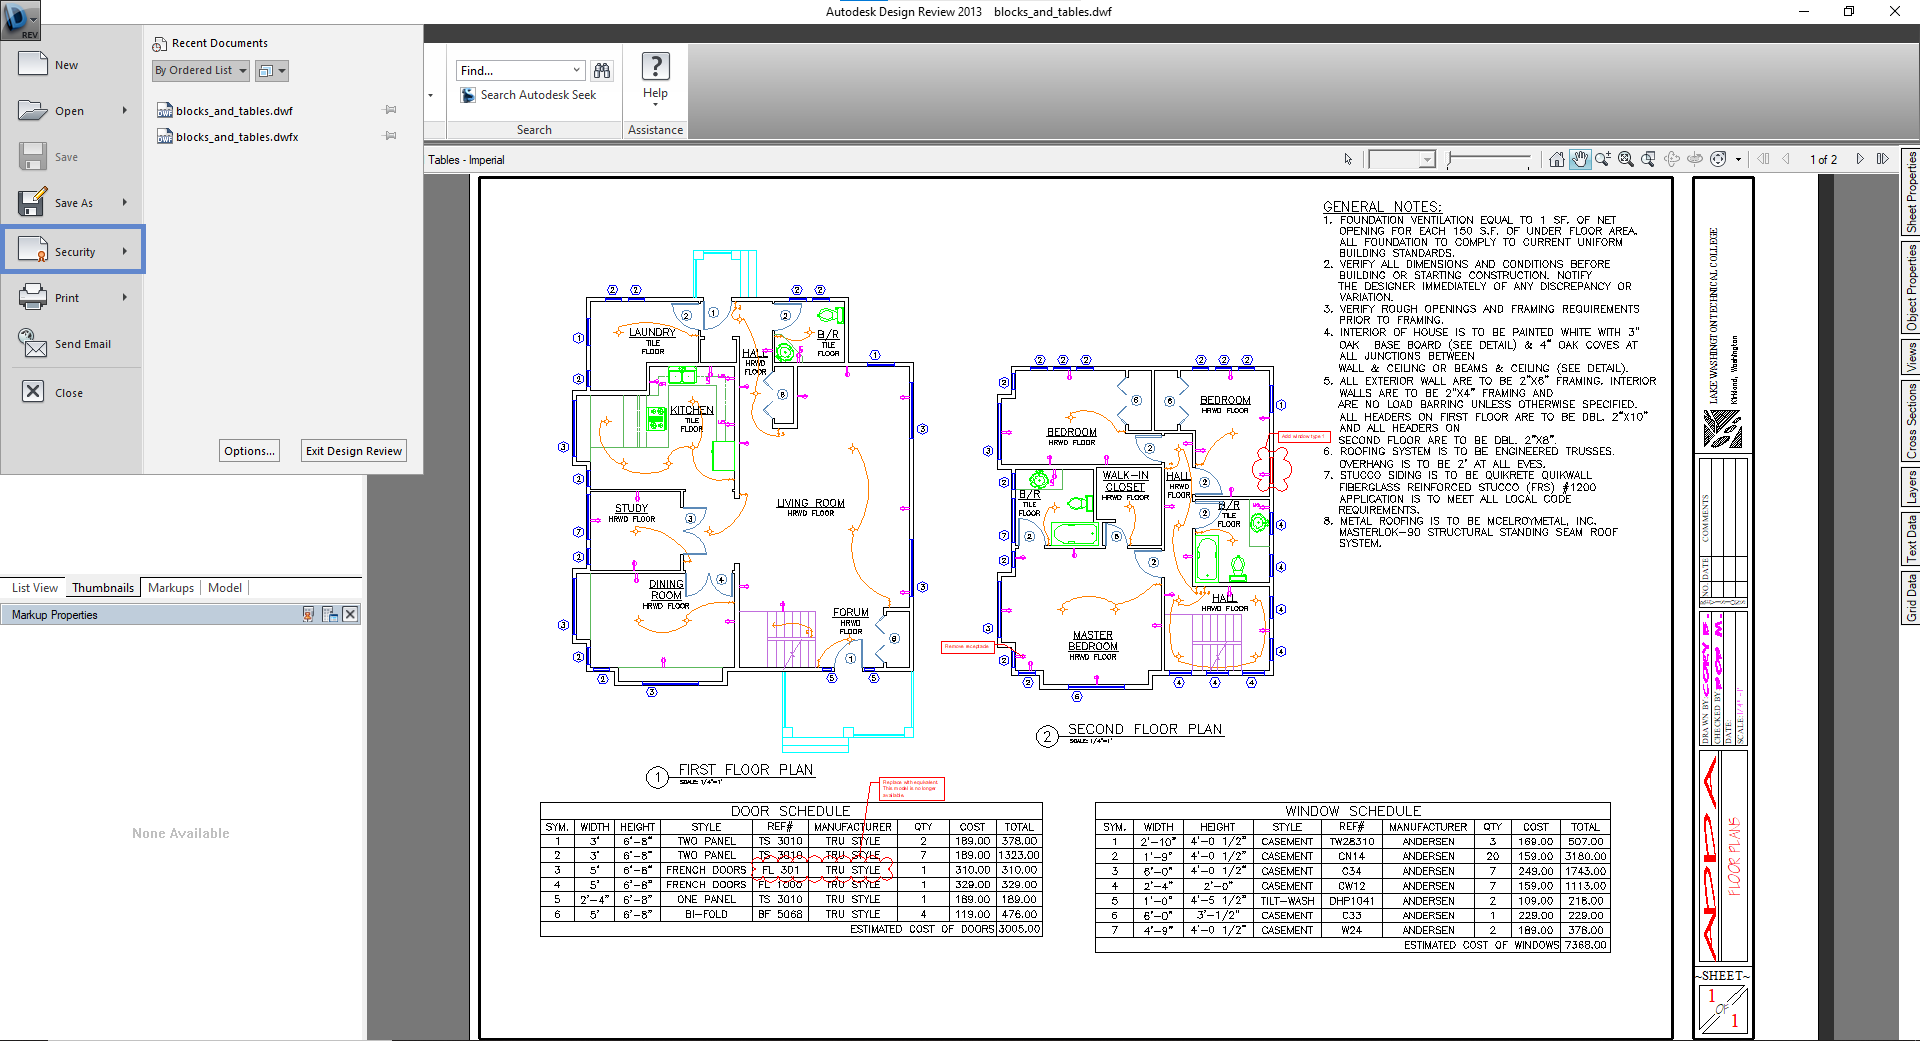 Autodesk Design Review 2013 blocks_and_tables.dwf
REV
New
Open
Save
Save As
Security
Print
Send Email
Close
Recent Documents
By Ordered List
blocks_and_tables.dwf
blocks_and_tables.dwfx
Options...
Exit Design Review
Find...
Search Autodesk Seek
Search
Help
Assistance
Tables - Imperial
1 of 2
Sheet Properties
Object Properties
Views
Cross Sections
Layers
Text Data
Grid Data
List View
Thumbnails
Markups
Model
Markup Properties
None Available
GENERAL NOTES:
1. FOUNDATION VENTILATION EQUAL TO 1 SF. OF NET
OPENING FOR EACH 150 S.F. OF UNDER FLOOR AREA.
ALL FOUNDATION TO COMPLY TO CURRENT UNIFORM
BUILDING STANDARDS.
2. VERIFY ALL DIMENSIONS AND CONDITIONS BEFORE
BUILDING OR STARTING CONSTRUCTION. NOTIFY
THE DESIGNER IMMEDIATELY OF ANY DISCREPANCY OR
VARIATION.
3. VERIFY ROUGH OPENINGS AND FRAMING REQUIREMENTS
PRIOR TO FRAMING.
4. INTERIOR OF HOUSE IS TO BE PAINTED WHITE WITH 3"
OAK BASE BOARD (SEE DETAIL) & 4" OAK COVES AT
ALL JUNCTIONS BETWEEN
WALL & CEILING OR BEAMS & CEILING (SEE DETAIL).
5. ALL EXTERIOR WALL ARE TO BE 2"X6" FRAMING. INTERIOR
WALLS ARE TO BE 2"X4" FRAMING AND
ARE NO LOAD BARRING UNLESS OTHERWISE SPECIFIED.
ALL HEADERS ON FIRST FLOOR ARE TO BE DBL. 2"X10"
AND ALL HEADERS ON
SECOND FLOOR ARE TO BE DBL. 2"X8".
6. ROOFING SYSTEM IS TO BE ENGINEERED TRUSSES.
OVERHANG IS TO BE 2' AT ALL EVES.
7. STUCCO SIDING IS TO BE QUIKRETE QUIKWALL
FIBERGLASS REINFORCED STUCCO (FRS) #1200
APPLICATION IS TO MEET ALL LOCAL CODE
REQUIREMENTS.
8. METAL ROOFING IS TO BE MCELROYMETAL, INC.
MASTERLOK-90 STRUCTURAL STANDING SEAM ROOF
SYSTEM.
LAUNDRY
TILE
FLOOR
HALL
HRWD
FLOOR
B/R
TILE
FLOOR
KITCHEN
TILE
FLOOR
STUDY
HRWD FLOOR
LIVING ROOM
HRWD FLOOR
DINING
ROOM
HRWD FLOOR
FORUM
HRWD
FLOOR
1 FIRST FLOOR PLAN
SCALE: 1/4"=1'
BEDROOM
HRWD FLOOR
BEDROOM
HRWD FLOOR
Add window type 1
WALK-IN
CLOSET
HRWD FLOOR
HALL
HRWD
FLOOR
B/R
TILE
FLOOR
B/R
TILE
FLOOR
HALL
HRWD FLOOR
MASTER
BEDROOM
HRWD FLOOR
Remove receptacle
2 SECOND FLOOR PLAN
SCALE: 1/4"=1'
Replace with equivalent.
This model is no longer
available.
DOOR SCHEDULE
SYM. WIDTH HEIGHT STYLE REF# MANUFACTURER QTY COST TOTAL
1 3' 6'-8" TWO PANEL TS 3010 TRU STYLE 2 189.00 378.00
2 3' 6'-8" TWO PANEL TS 3010 TRU STYLE 7 189.00 1323.00
3 5' 6'-8" FRENCH DOORS FL 301 TRU STYLE 1 310.00 310.00
4 5' 6'-8" FRENCH DOORS FL 1000 TRU STYLE 1 329.00 329.00
5 2'-4" 6'-8" ONE PANEL TS 3010 TRU STYLE 1 189.00 189.00
6 5' 6'-8" BI-FOLD BF 5068 TRU STYLE 4 119.00 476.00
ESTIMATED COST OF DOORS 3005.00
WINDOW SCHEDULE
SYM. WIDTH HEIGHT STYLE REF# MANUFACTURER QTY COST TOTAL
1 2'-10" 4'-0 1/2" CASEMENT TW28310 ANDERSEN 3 169.00 507.00
2 1'-9" 4'-0 1/2" CASEMENT CN14 ANDERSEN 20 159.00 3180.00
3 6'-0" 4'-0 1/2" CASEMENT C34 ANDERSEN 7 249.00 1743.00
4 2'-4" 2'-0" CASEMENT CW12 ANDERSEN 7 159.00 1113.00
5 1'-0" 4'-5 1/2" TILT-WASH DHP1041 ANDERSEN 2 109.00 218.00
6 6'-0" 3'-1/2" CASEMENT C33 ANDERSEN 1 229.00 229.00
7 4'-9" 4'-0 1/2" CASEMENT W24 ANDERSEN 2 189.00 378.00
ESTIMATED COST OF WINDOWS 7368.00
LAKE WASHINGTON TECHNICAL COLLEGE
Kirkland, Washington
NO. DATE COMMENTS
DRAWN BY CORY F.
CHECKED BY POP M.
DATE:
SCALE:1/4"=1'
FLOOR PLANS
~SHEET~
1 OF 1